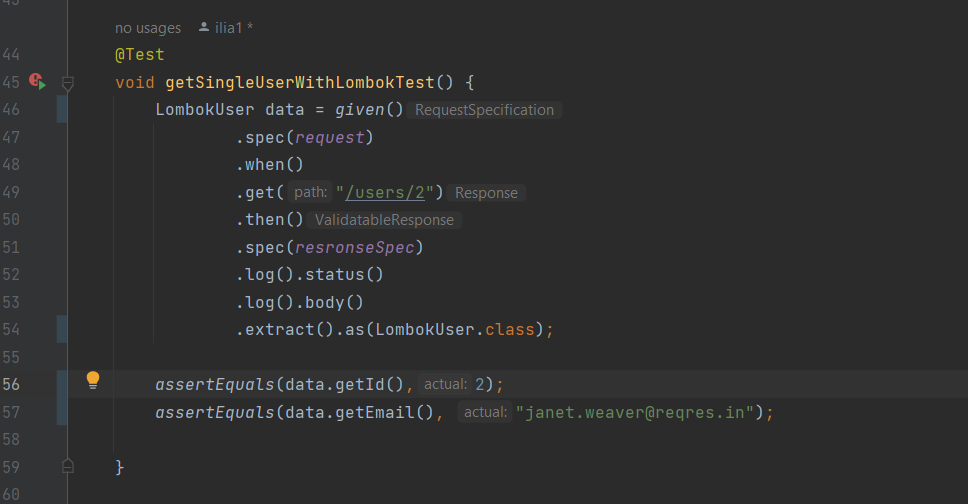 43
no usages ilia1 *
44 @Test
45 void getSingleUserWithLombokTest() {
46 LombokUser data = given() RequestSpecification
47 .spec(request)
48 .when()
49 .get( path: "/users/2") Response
50 .then() ValidatableResponse
51 .spec(resronseSpec)
52 .log().status()
53 .log().body()
54 .extract().as(LombokUser.class);
55
56 assertEquals(data.getId(), actual: 2);
57 assertEquals(data.getEmail(), actual: "janet.weaver@reqres.in");
58
59 }
60